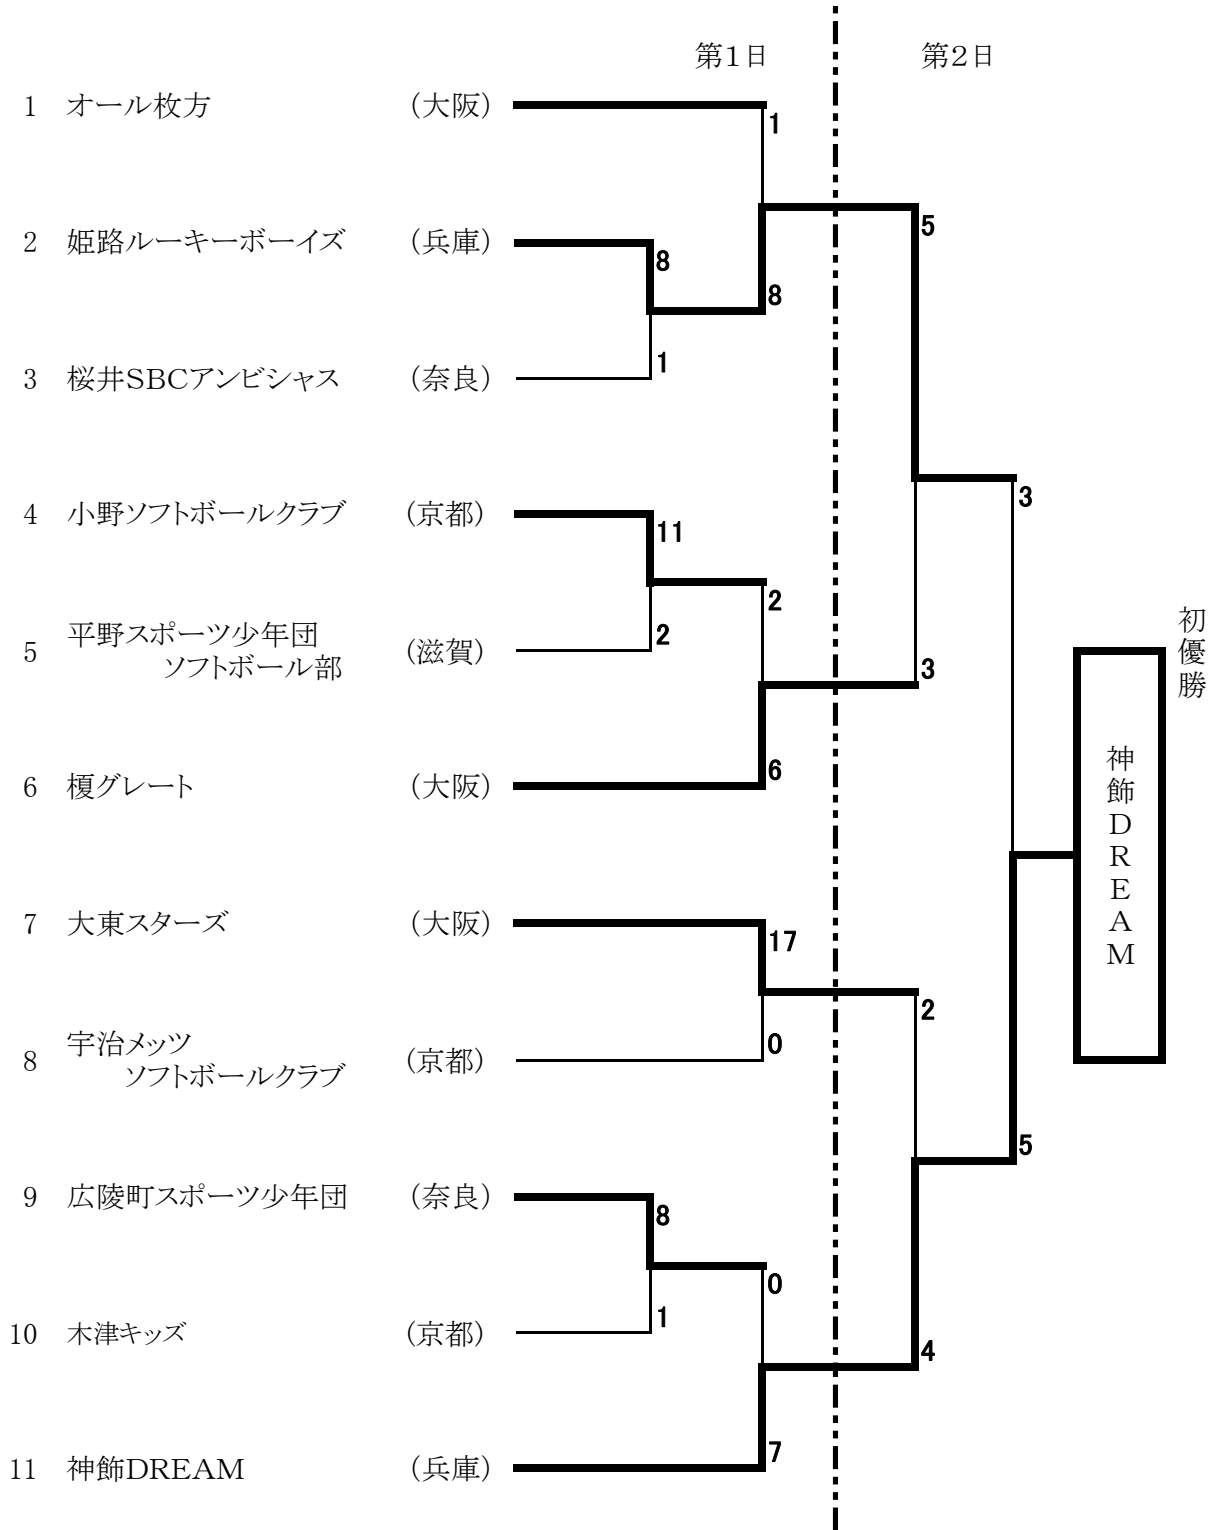 第1日
第2日
1 オール枚方 (大阪)
1
2 姫路ルーキーボーイズ (兵庫)
5
8
8
3 桜井SBCアンビシャス (奈良)
1
4 小野ソフトボールクラブ (京都)
3
11
2
5 平野スポーツ少年団
ソフトボール部
(滋賀)
2
3
初優勝
6 榎グレート (大阪)
6
神飾DREAM
7 大東スターズ (大阪)
17
2
8 宇治メッツ
ソフトボールクラブ
(京都)
0
9 広陵町スポーツ少年団 (奈良)
5
8
0
10 木津キッズ (京都)
1
4
11 神飾DREAM (兵庫)
7